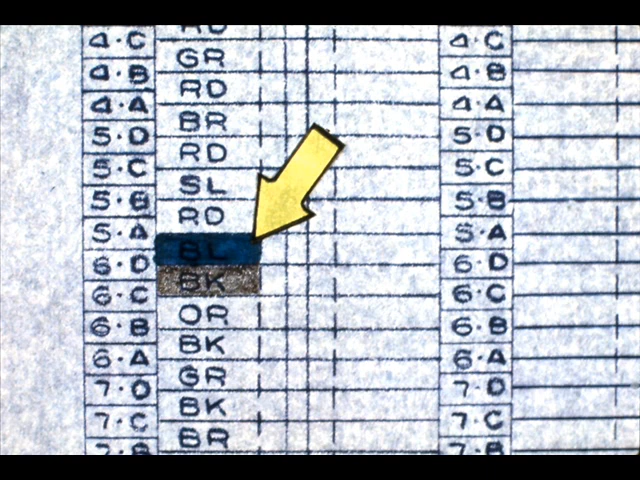 4·C 4·C
GR
4·B 4·B
RD
4·A 4·A
BR
5·D 5·D
RD
5·C 5·C
SL
5·B 5·B
RD
5·A 5·A
BL
6·D 6·D
BK
6·C 6·C
OR
6·B 6·B
BK
6·A 6·A
GR
7·D 7·D
BK
7·C 7·C
BR
7·B 7·B